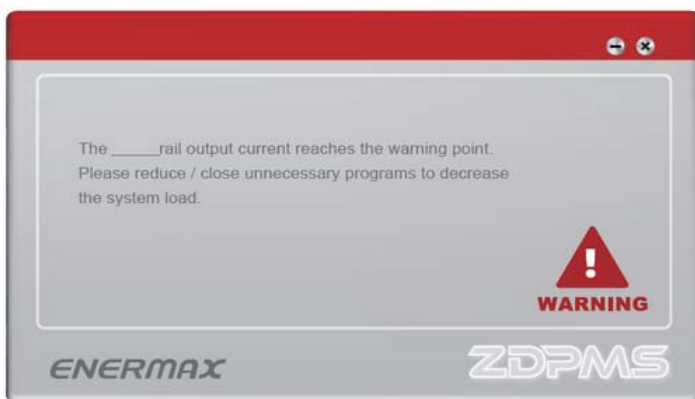 The _____rail output current reaches the warning point.
Please reduce / close unnecessary programs to decrease
the system load.
WARNING
ENERMAX
ZDPMS